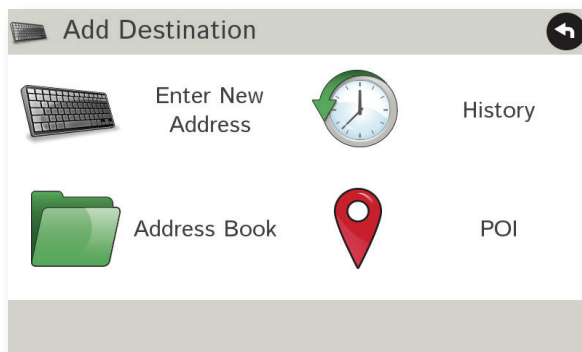 Add Destination
Enter New
Address
History
Address Book
POI